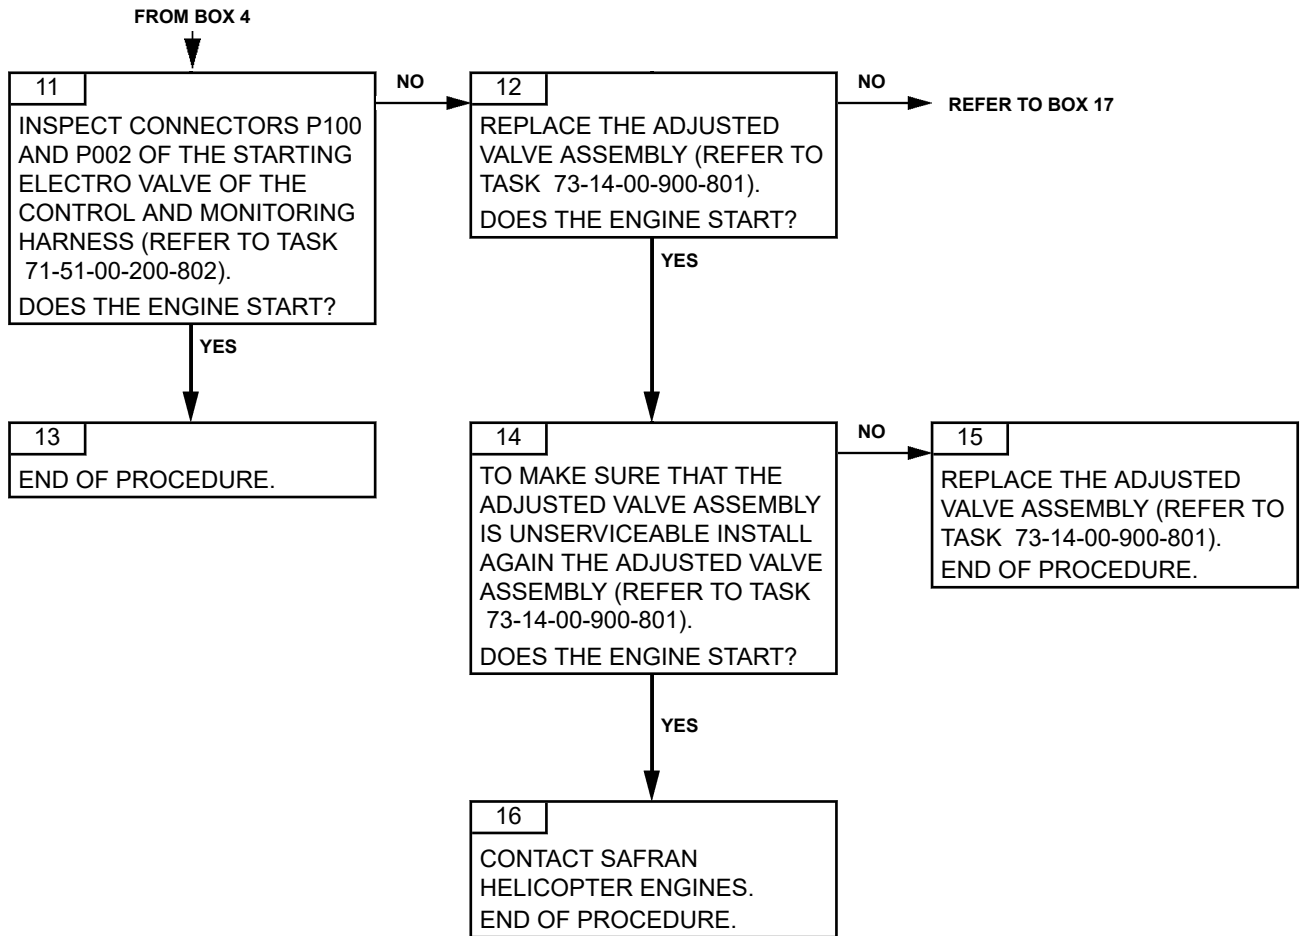 FROM BOX 4
11
INSPECT CONNECTORS P100
AND P002 OF THE STARTING
ELECTRO VALVE OF THE
CONTROL AND MONITORING
HARNESS (REFER TO TASK
71-51-00-200-802).
DOES THE ENGINE START?
NO
12
REPLACE THE ADJUSTED
VALVE ASSEMBLY (REFER TO
TASK 73-14-00-900-801).
DOES THE ENGINE START?
NO
REFER TO BOX 17
YES
YES
13
END OF PROCEDURE.
14
TO MAKE SURE THAT THE
ADJUSTED VALVE ASSEMBLY
IS UNSERVICEABLE INSTALL
AGAIN THE ADJUSTED VALVE
ASSEMBLY (REFER TO TASK
73-14-00-900-801).
DOES THE ENGINE START?
NO
15
REPLACE THE ADJUSTED
VALVE ASSEMBLY (REFER TO
TASK 73-14-00-900-801).
END OF PROCEDURE.
YES
16
CONTACT SAFRAN
HELICOPTER ENGINES.
END OF PROCEDURE.